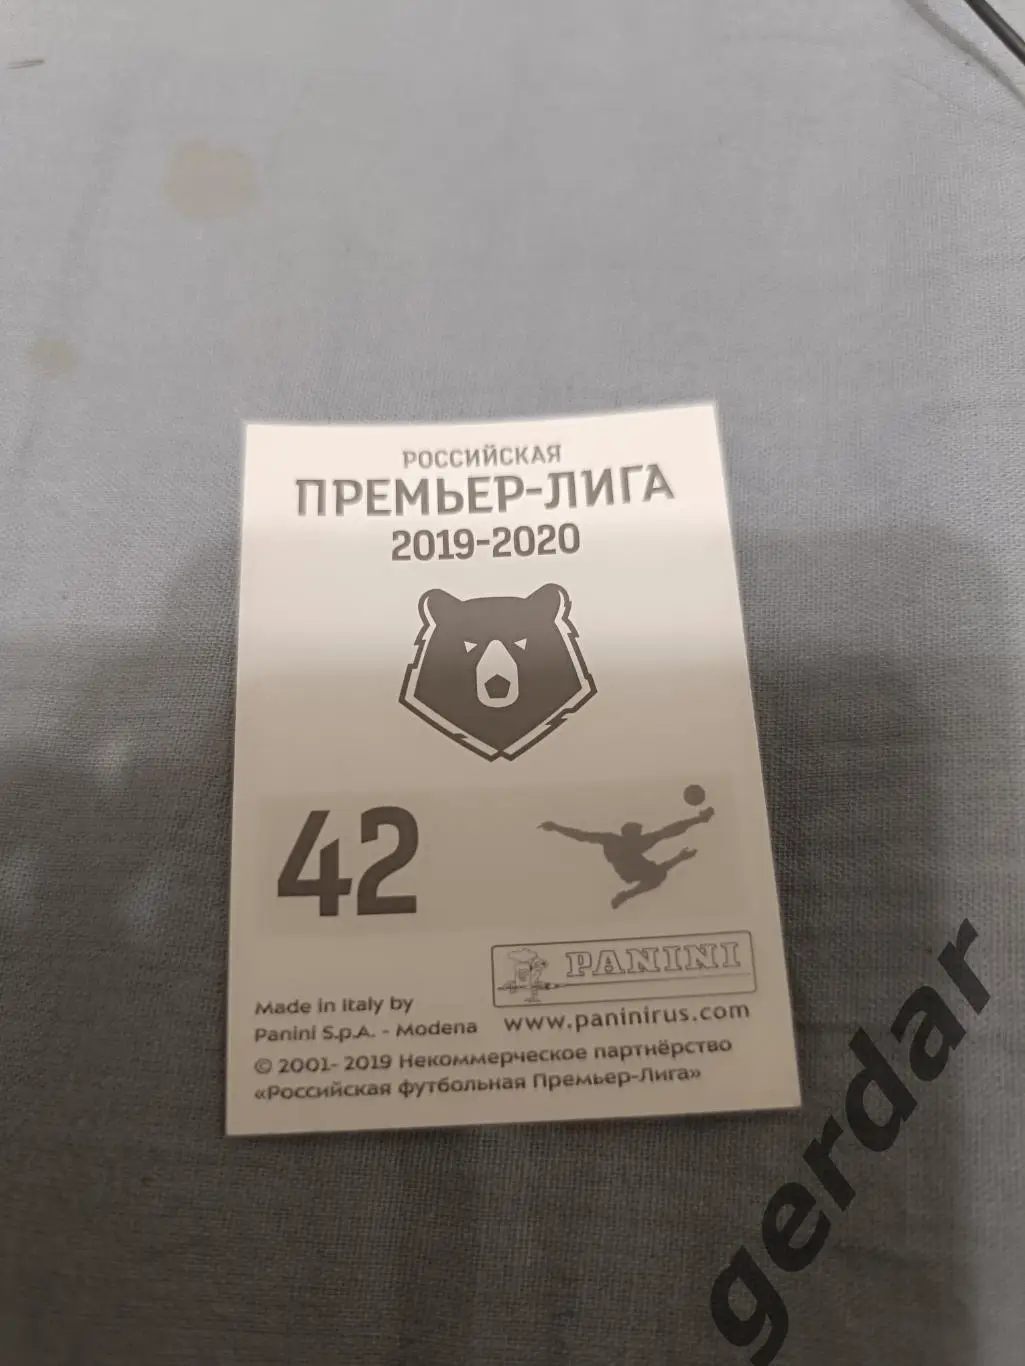 РОССИЙСКАЯ
ПРЕМЬЕР-ЛИГА
2019-2020
42
PANINI
Made in Italy by
Panini S.p.A. - Modena
www.paninirus.com
© 2001- 2019 Некоммерческое партнёрство
«Российская футбольная Премьер-Лига»
gerdar